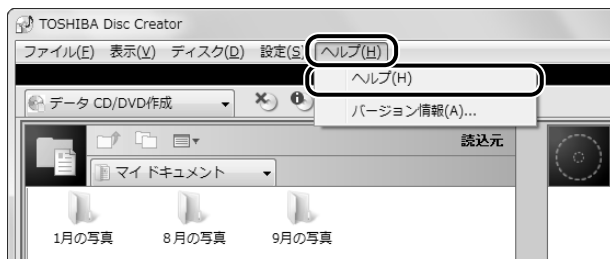 TOSHIBA Disc Creator
ファイル(F) 表示(V) ディスク(D) 設定(S) ヘルプ(H)
ヘルプ(H)
データ CD/DVD作成
バージョン情報(A)...
読込元
マイ ドキュメント
1月の写真 8月の写真 9月の写真